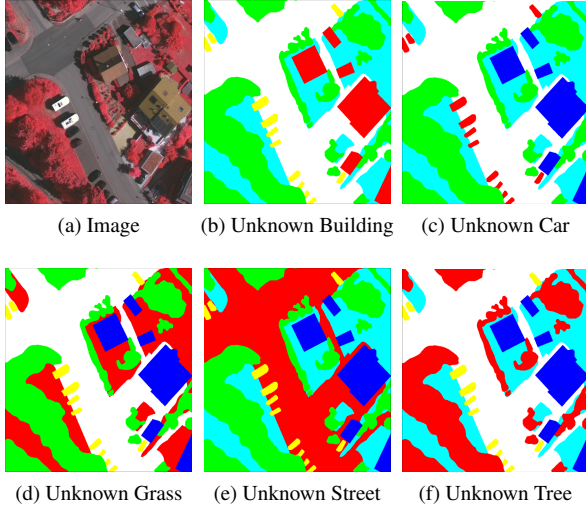 (a) Image
(b) Unknown Building
(c) Unknown Car
(d) Unknown Grass
(e) Unknown Street
(f) Unknown Tree